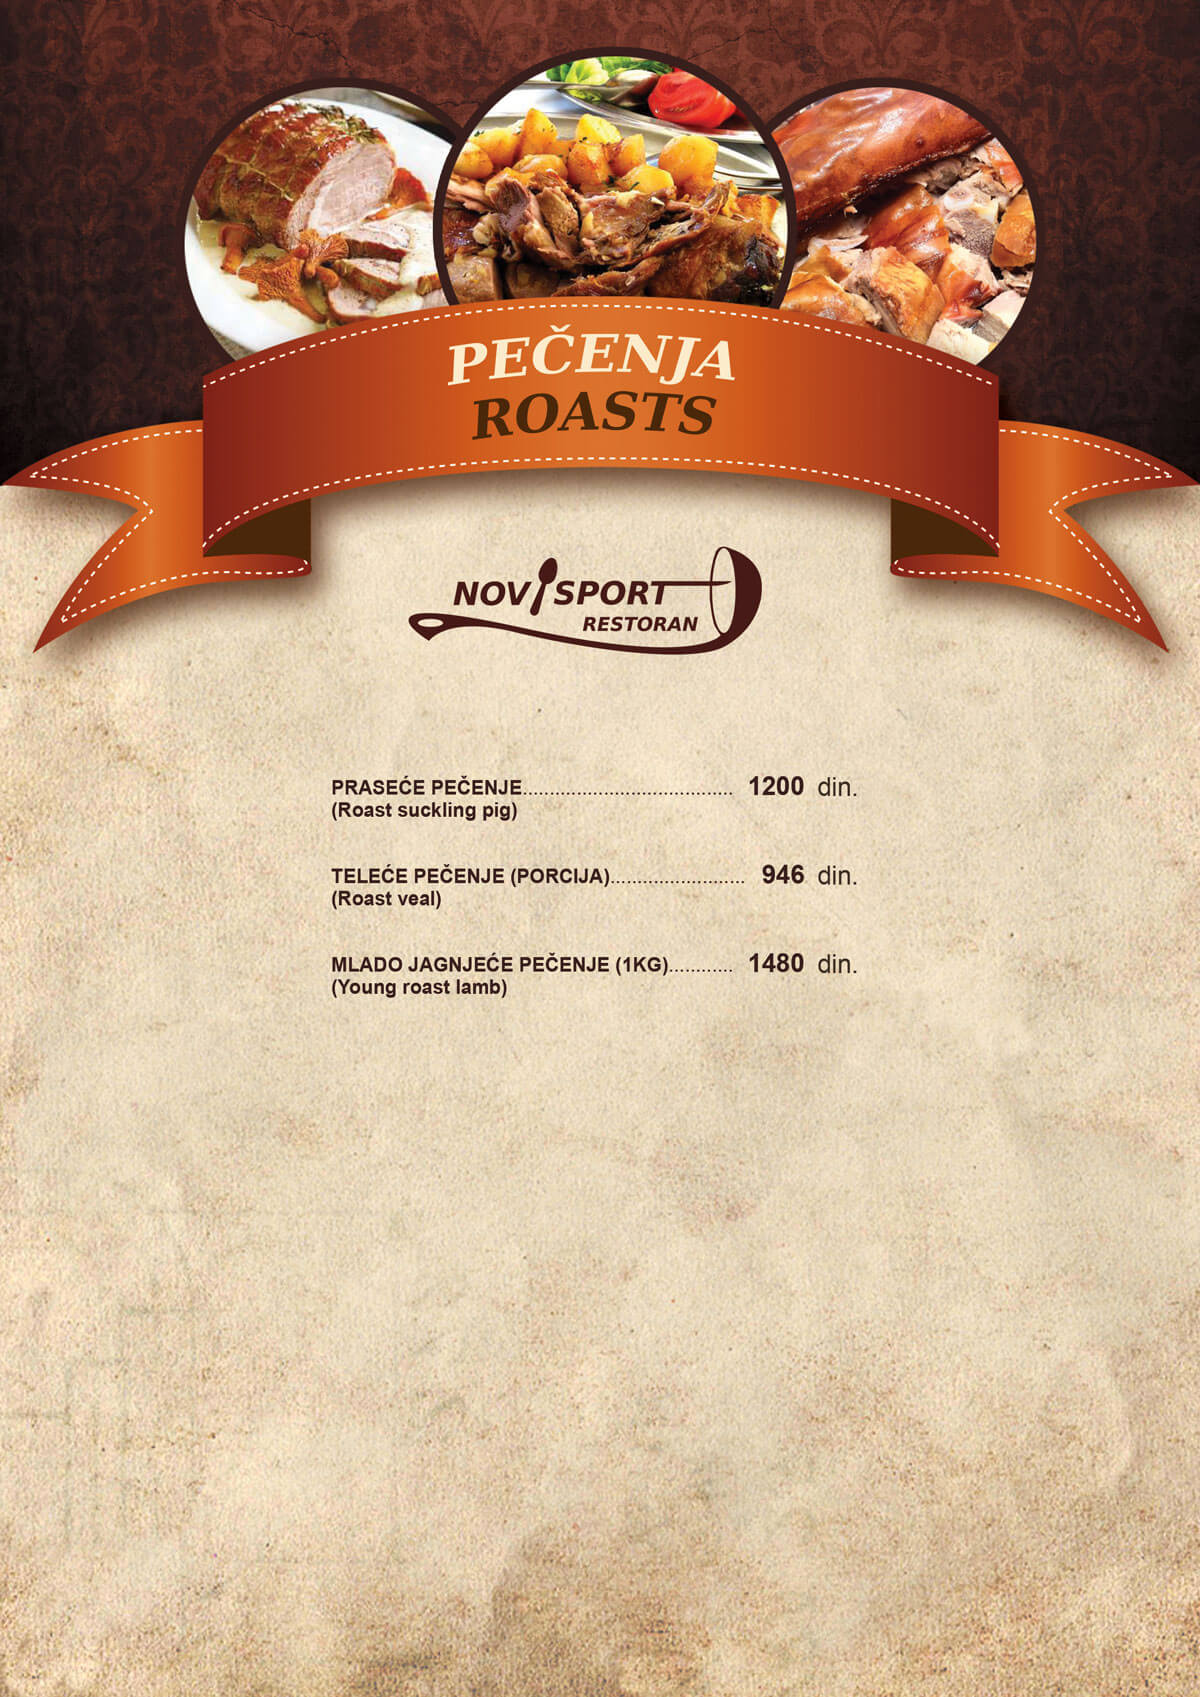 PEČENJA
ROASTS
NOVI SPORT
RESTORAN
PRASEĆE PEČENJE........................................ 1200 din.
(Roast suckling pig)
TELEĆE PEČENJE (PORCIJA)......................... 946 din.
(Roast veal)
MLADO JAGNJEĆE PEČENJE (1KG)............ 1480 din.
(Young roast lamb)